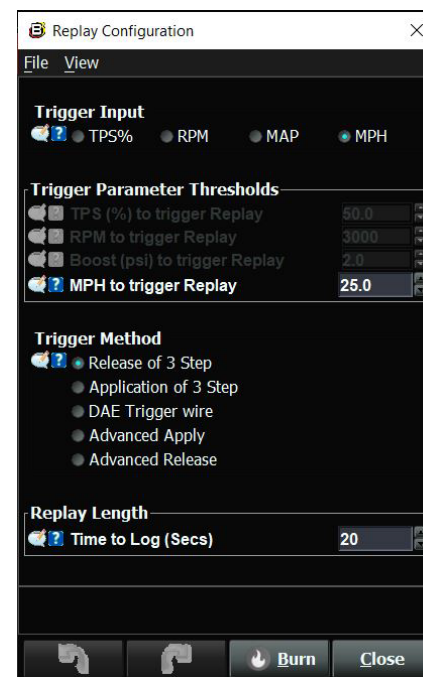 Replay Configuration
File View
Trigger Input
TPS% RPM MAP MPH
Trigger Parameter Thresholds
TPS (%) to trigger Replay 50.0
RPM to trigger Replay 3000
Boost (psi) to trigger Replay 2.0
MPH to trigger Replay 25.0
Trigger Method
Release of 3 Step
Application of 3 Step
DAE Trigger wire
Advanced Apply
Advanced Release
Replay Length
Time to Log (Secs) 20
Burn Close